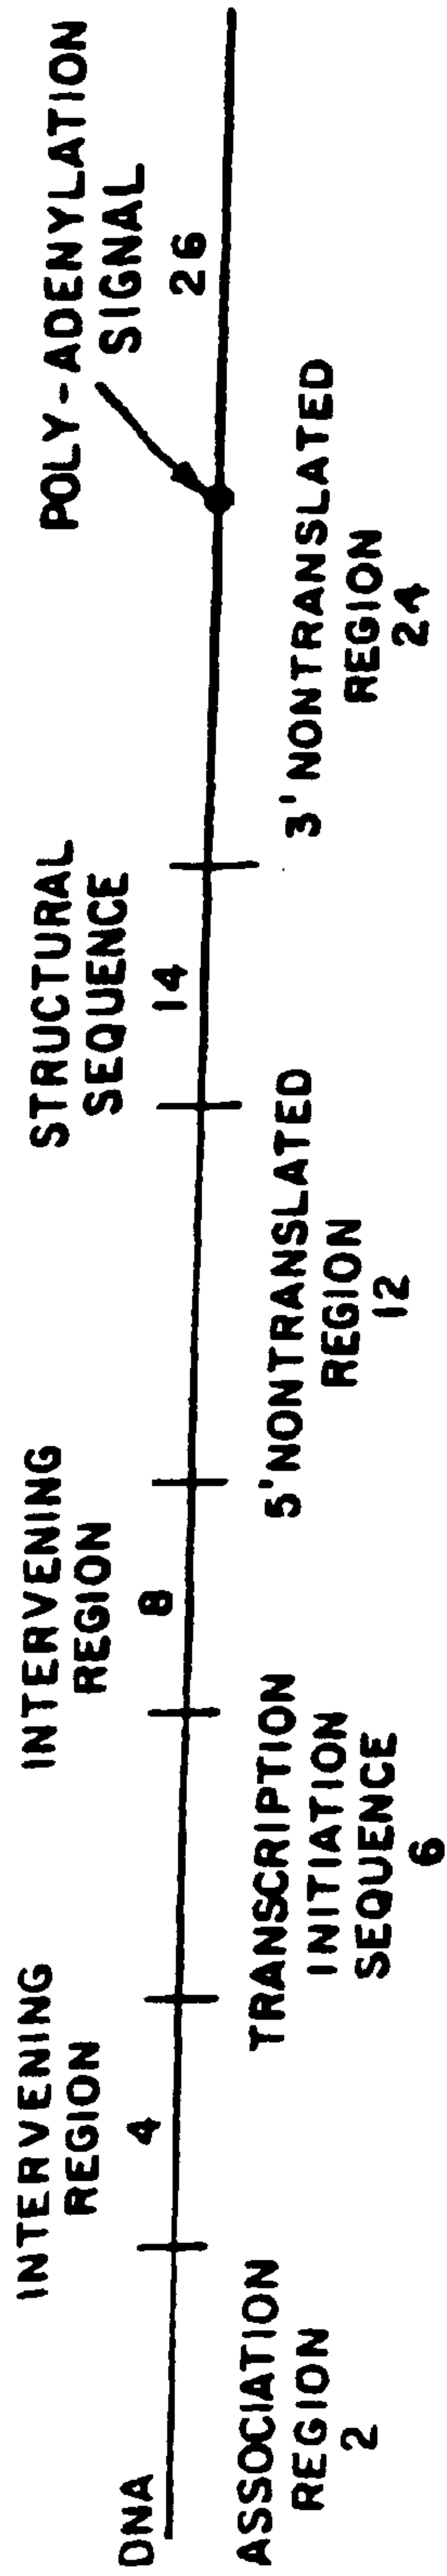 DNA
ASSOCIATION
REGION
2
INTERVENING
REGION
4
TRANSCRIPTION
INITIATION
SEQUENCE
6
INTERVENING
REGION
8
5' NONTRANSLATED
REGION
12
STRUCTURAL
SEQUENCE
14
3' NONTRANSLATED
REGION
24
POLY-ADENYLATION
SIGNAL
26